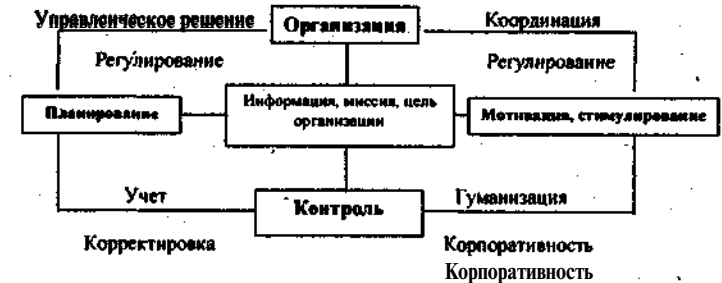 Управленческое решение
Организация
Координация
Регулирование
Регулирование
Планирование
Информация, миссия, цель
организации
Мотивация, стимулирование
Учет
Контроль
Гуманизация
Корректировка
Корпоративность
Корпоративность